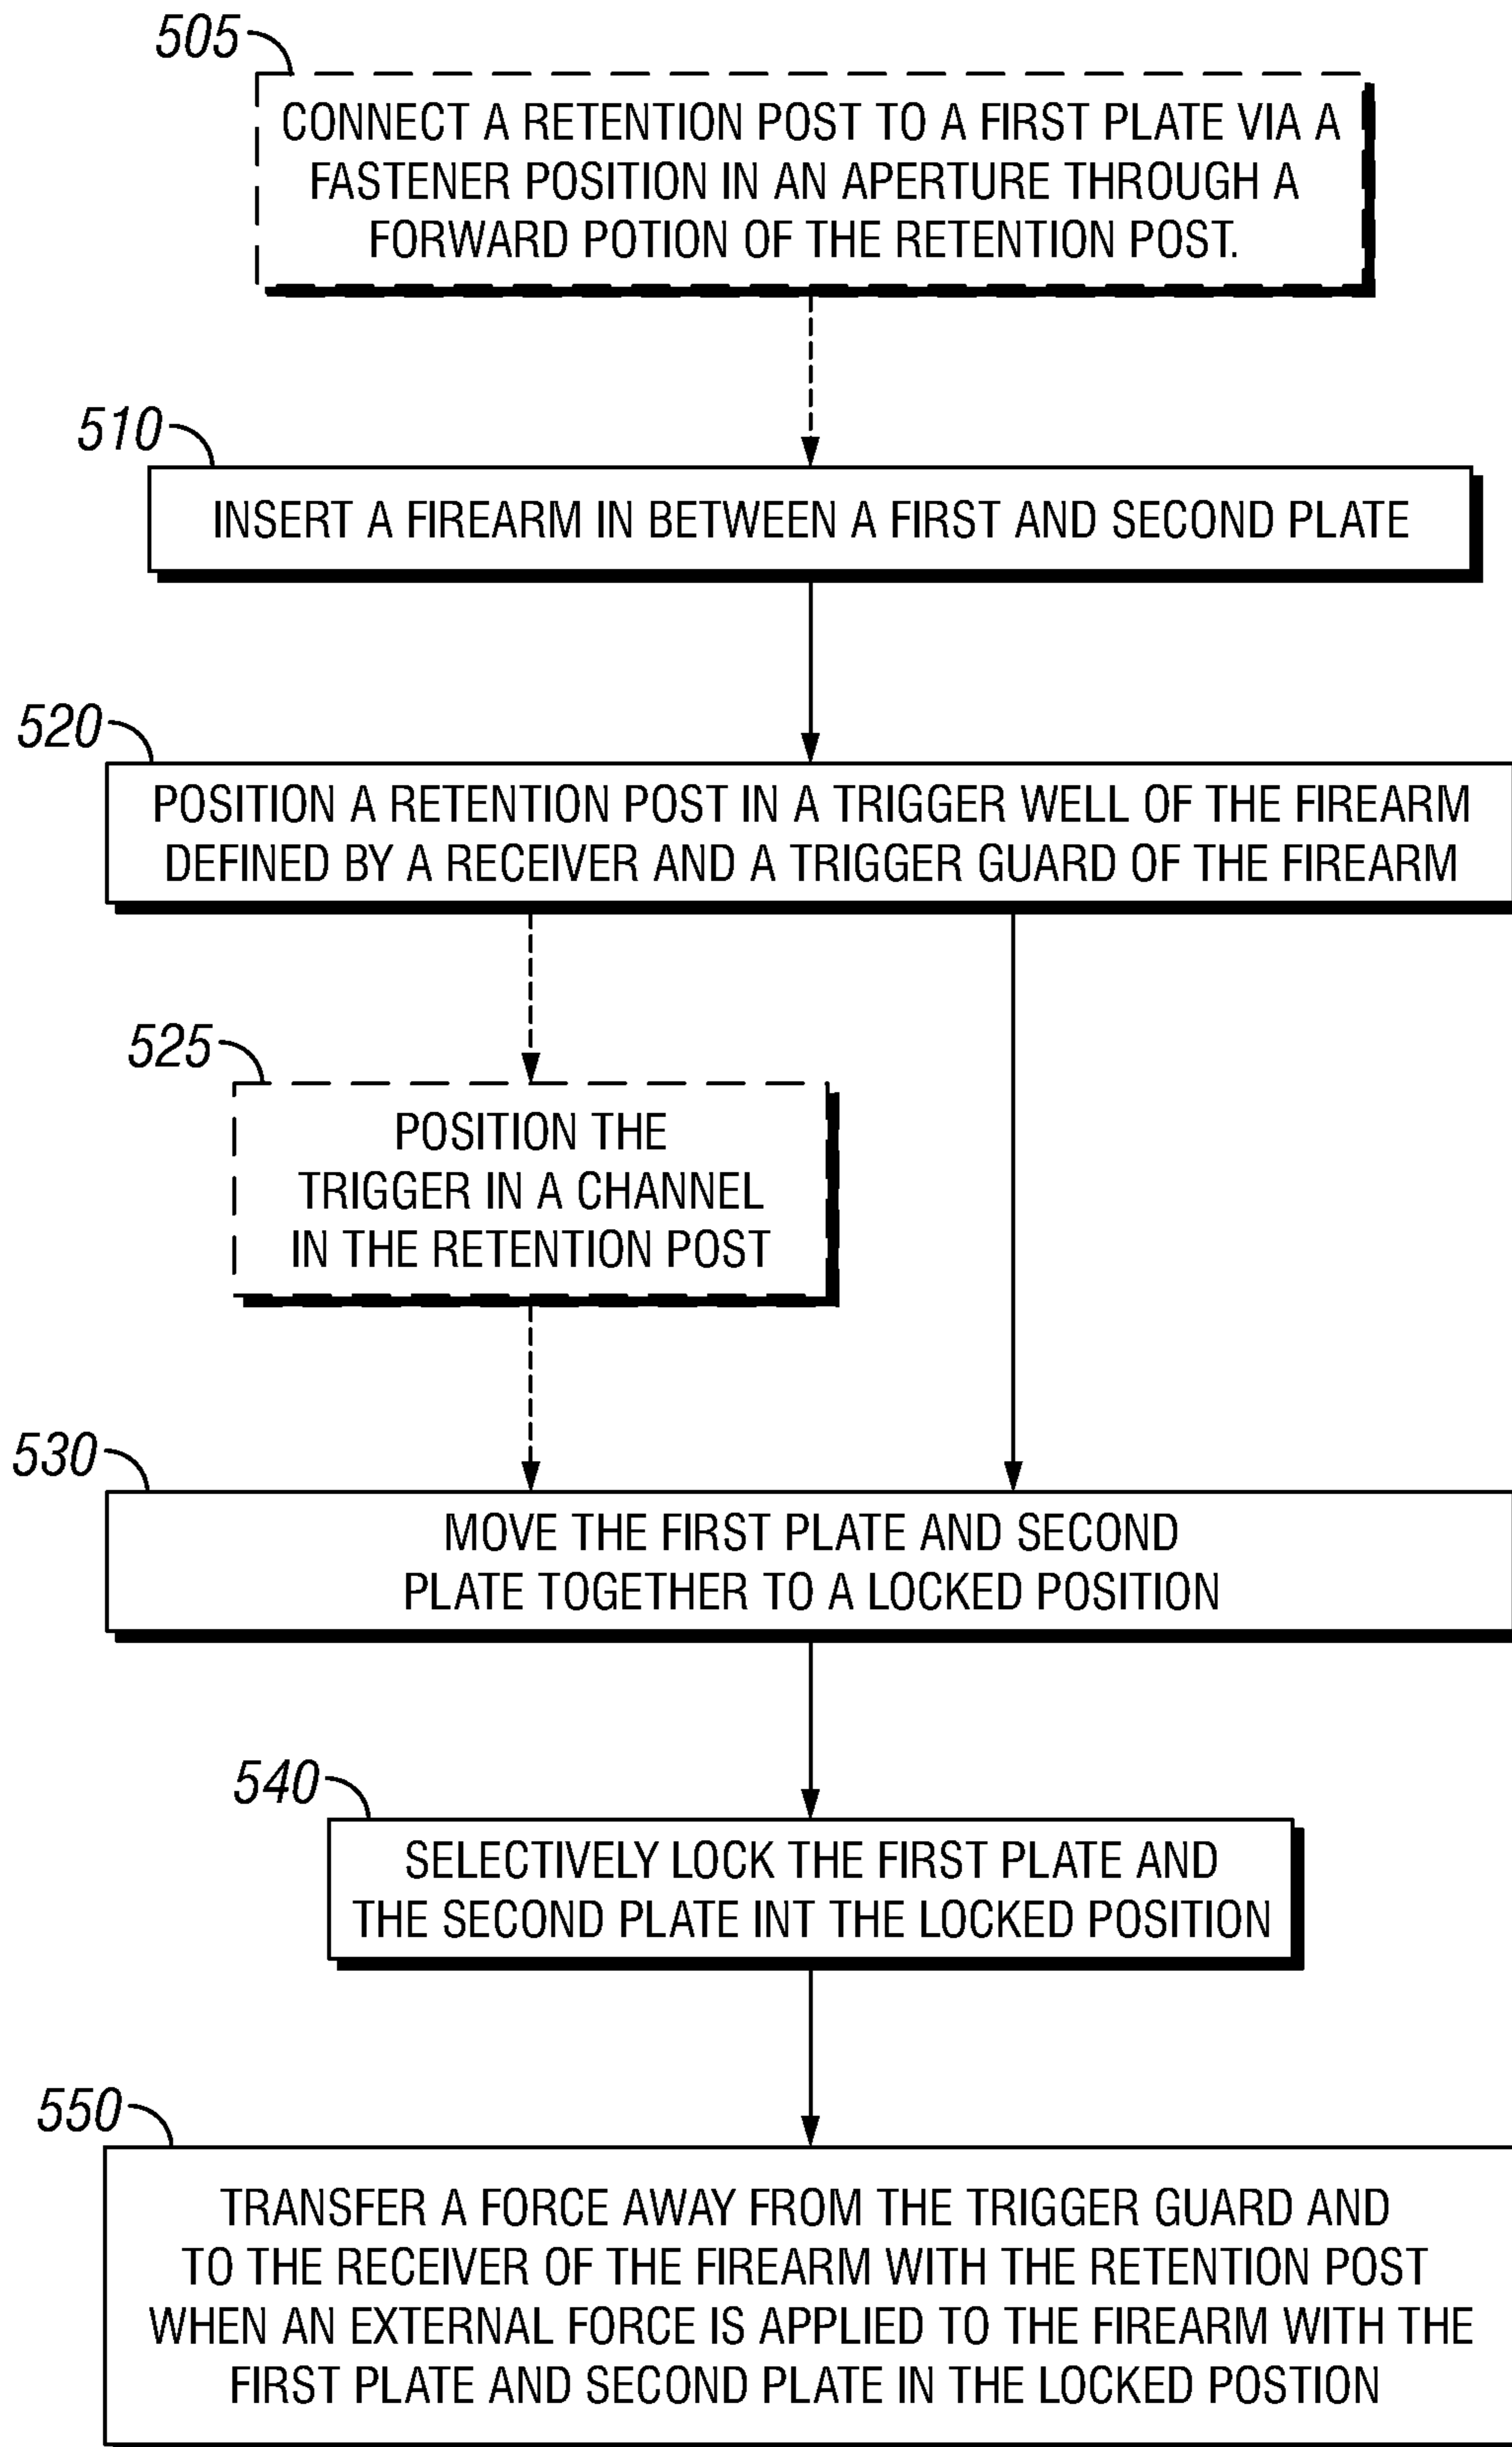 505
CONNECT A RETENTION POST TO A FIRST PLATE VIA A
FASTENER POSITION IN AN APERTURE THROUGH A
FORWARD POTION OF THE RETENTION POST.
510
INSERT A FIREARM IN BETWEEN A FIRST AND SECOND PLATE
520
POSITION A RETENTION POST IN A TRIGGER WELL OF THE FIREARM
DEFINED BY A RECEIVER AND A TRIGGER GUARD OF THE FIREARM
525
POSITION THE
TRIGGER IN A CHANNEL
IN THE RETENTION POST
530
MOVE THE FIRST PLATE AND SECOND
PLATE TOGETHER TO A LOCKED POSITION
540
SELECTIVELY LOCK THE FIRST PLATE AND
THE SECOND PLATE INT THE LOCKED POSITION
550
TRANSFER A FORCE AWAY FROM THE TRIGGER GUARD AND
TO THE RECEIVER OF THE FIREARM WITH THE RETENTION POST
WHEN AN EXTERNAL FORCE IS APPLIED TO THE FIREARM WITH THE
FIRST PLATE AND SECOND PLATE IN THE LOCKED POSTION